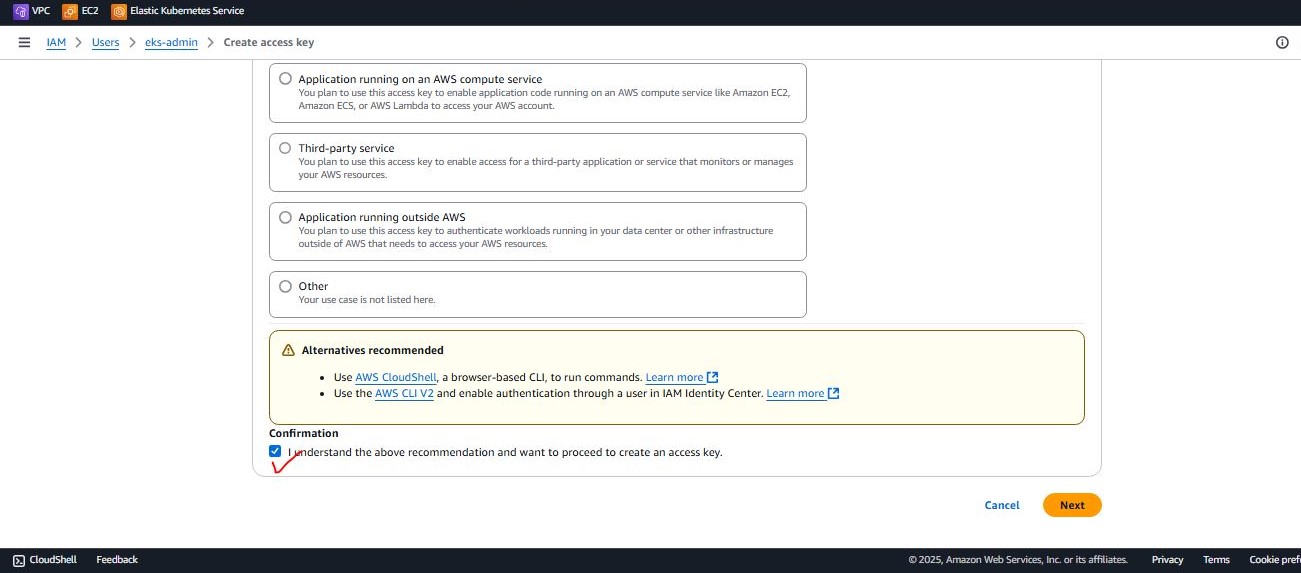 VPC EC2 Elastic Kubernetes Service
IAM Users eks-admin Create access key
Application running on an AWS compute service
You plan to use this access key to enable application code running on an AWS compute service like Amazon EC2,
Amazon ECS, or AWS Lambda to access your AWS account.
Third-party service
You plan to use this access key to enable access for a third-party application or service that monitors or manages
your AWS resources.
Application running outside AWS
You plan to use this access key to authenticate workloads running in your data center or other infrastructure
outside of AWS that needs to access your AWS resources.
Other
Your use case is not listed here.
Alternatives recommended
• Use AWS CloudShell, a browser-based CLI, to run commands. Learn more
• Use the AWS CLI V2 and enable authentication through a user in IAM Identity Center. Learn more
Confirmation
I understand the above recommendation and want to proceed to create an access key.
Cancel Next
CloudShell Feedback © 2025, Amazon Web Services, Inc. or its affiliates. Privacy Terms Cookie pref